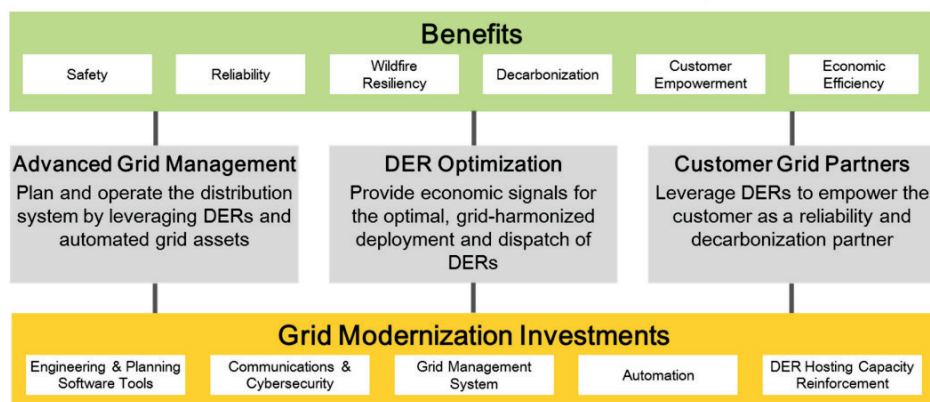 Benefits
Safety
Reliability
Wildfire
Resiliency
Decarbonization
Customer
Empowerment
Economic
Efficiency
Advanced Grid Management
Plan and operate the distribution
system by leveraging DERs and
automated grid assets
DER Optimization
Provide economic signals for
the optimal, grid-harmonized
deployment and dispatch of
DERs
Customer Grid Partners
Leverage DERs to empower the
customer as a reliability and
decarbonization partner
Grid Modernization Investments
Engineering & Planning
Software Tools
Communications &
Cybersecurity
Grid Management
System
Automation
DER Hosting Capacity
Reinforcement